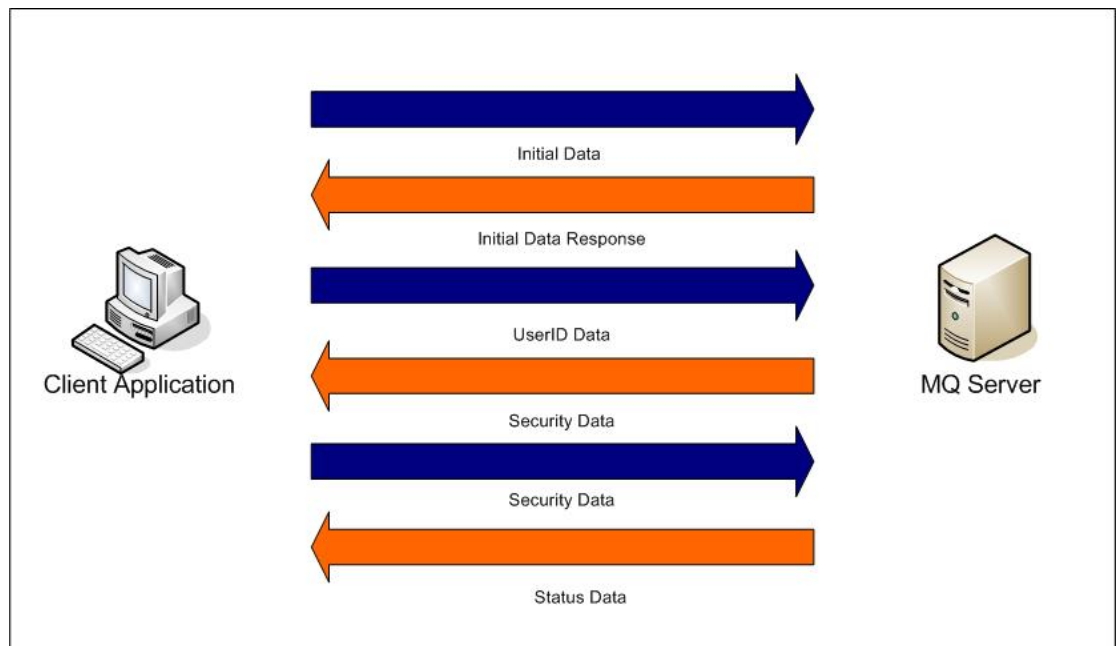 Initial Data
Initial Data Response
UserID Data
Client Application
MQ Server
Security Data
Security Data
Status Data